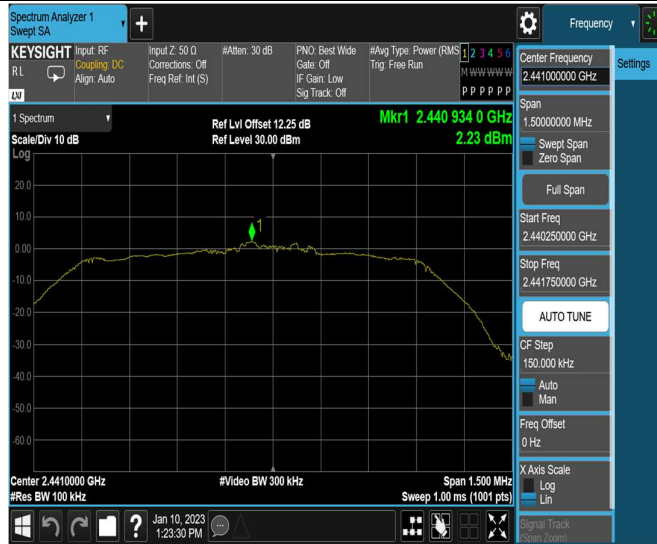 Spectrum Analyzer 1
Swept SA
Frequency
KEYSIGHT
RL
LXI
Input: RF
Coupling: DC
Align: Auto
Input Z: 50 Ω
Corrections: Off
Freq Ref: Int (S)
#Atten: 30 dB
PNO: Best Wide
Gate: Off
IF Gain: Low
Sig Track: Off
#Avg Type: Power (RMS
Trig: Free Run
1 2 3 4 5 6
M W W W W W
P P P P P P
1 Spectrum
Scale/Div 10 dB
Ref Lvl Offset 12.25 dB
Ref Level 30.00 dBm
Mkr1 2.440 934 0 GHz
2.23 dBm
Log
20.0
10.0
0.00
-10.0
-20.0
-30.0
-40.0
-50.0
-60.0
1
Center 2.4410000 GHz
#Res BW 100 kHz
#Video BW 300 kHz
Span 1.500 MHz
Sweep 1.00 ms (1001 pts)
Jan 10, 2023
1:23:30 PM
Center Frequency
2.441000000 GHz
Settings
Span
1.50000000 MHz
Swept Span
Zero Span
Full Span
Start Freq
2.440250000 GHz
Stop Freq
2.441750000 GHz
AUTO TUNE
CF Step
150.000 kHz
Auto
Man
Freq Offset
0 Hz
X Axis Scale
Log
Lin
Signal Track
(Span Zoom)